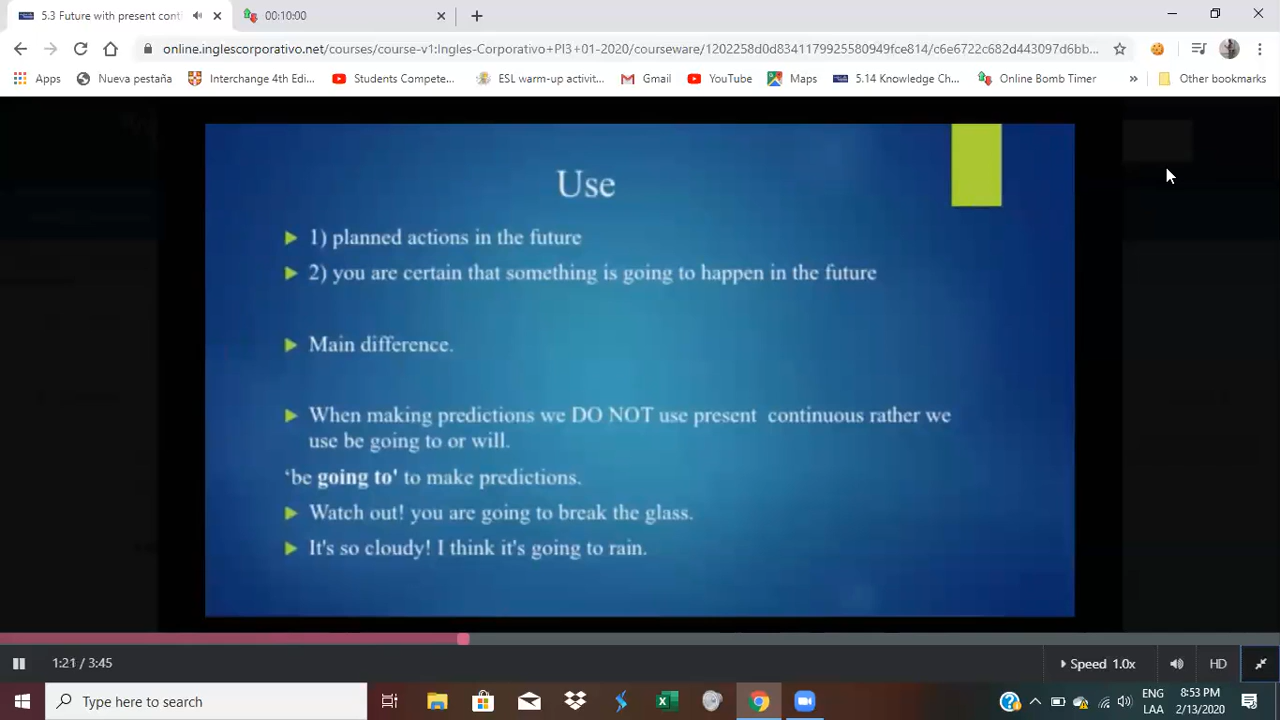 5.3 Future with present cont
00:10:00
online.inglescorporativo.net/courses/course-v1:Ingles-Corporativo+PI3+01-2020/courseware/1202258d0d8341179925580949fce814/c6e6722c682d443097d6bb...
Apps
Nueva pestaña
Interchange 4th Edi...
Students Compete...
ESL warm-up activit...
Gmail
YouTube
Maps
5.14 Knowledge Ch...
Online Bomb Timer
»
Other bookmarks
Use
1) planned actions in the future
2) you are certain that something is going to happen in the future
Main difference.
When making predictions we DO NOT use present continuous rather we
use be going to or will.
‘be going to' to make predictions.
Watch out! you are going to break the glass.
It's so cloudy! I think it's going to rain.
1:21 / 3:45
Speed 1.0x
HD
Type here to search
ENG
LAA
8:53 PM
2/13/2020